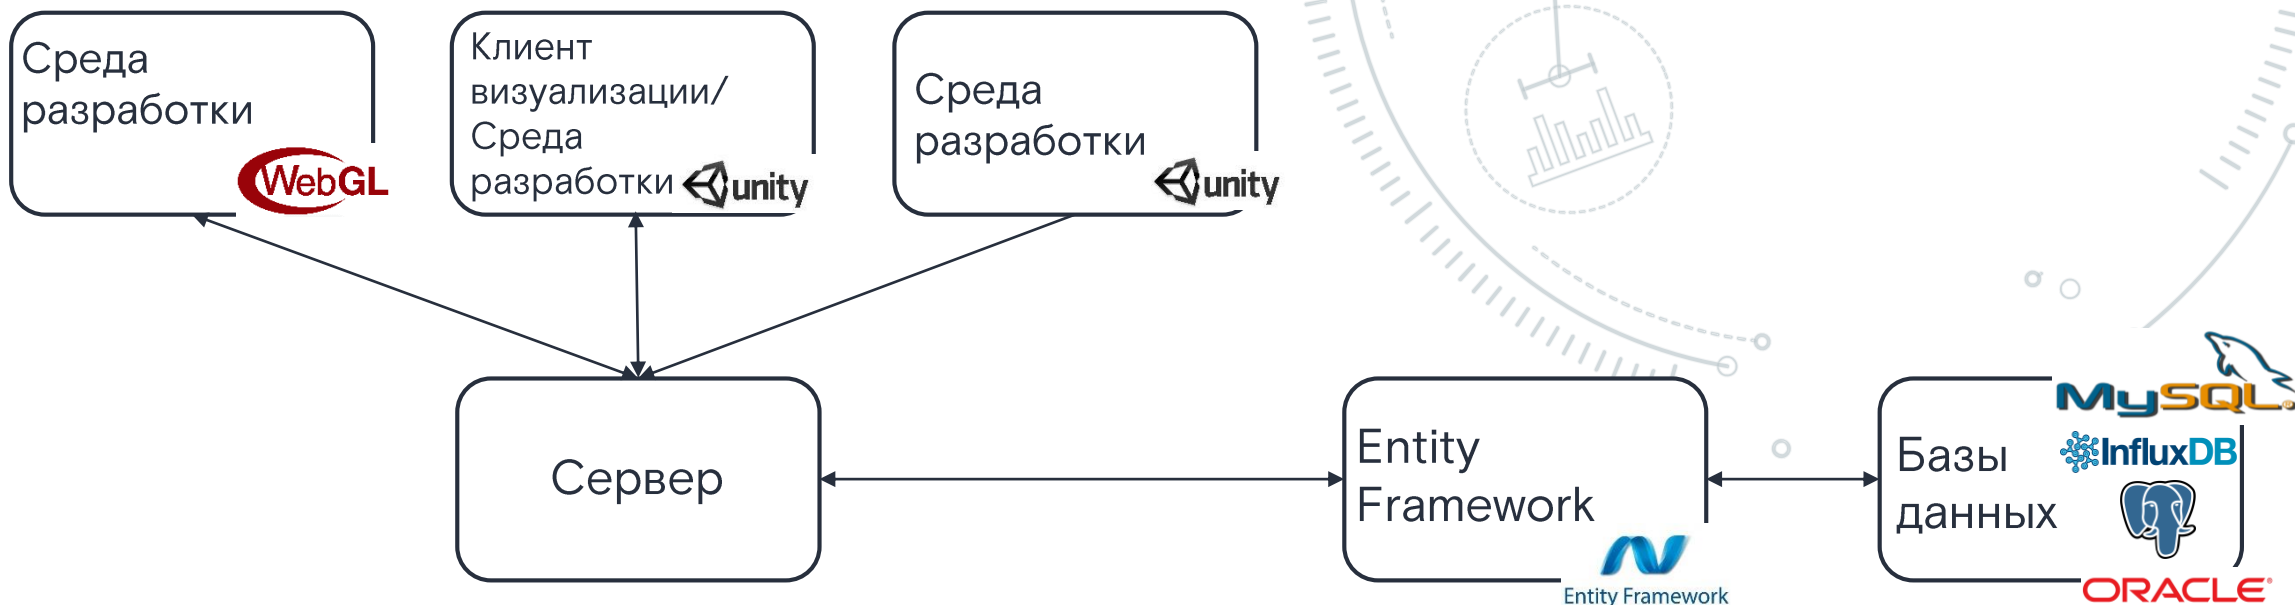 Среда
разработки
WebGL
Клиент
визуализации/
Среда
разработки
unity
Среда
разработки
unity
Сервер
Entity
Framework
Entity Framework
Базы
данных
MySQL®
InfluxDB
ORACLE®